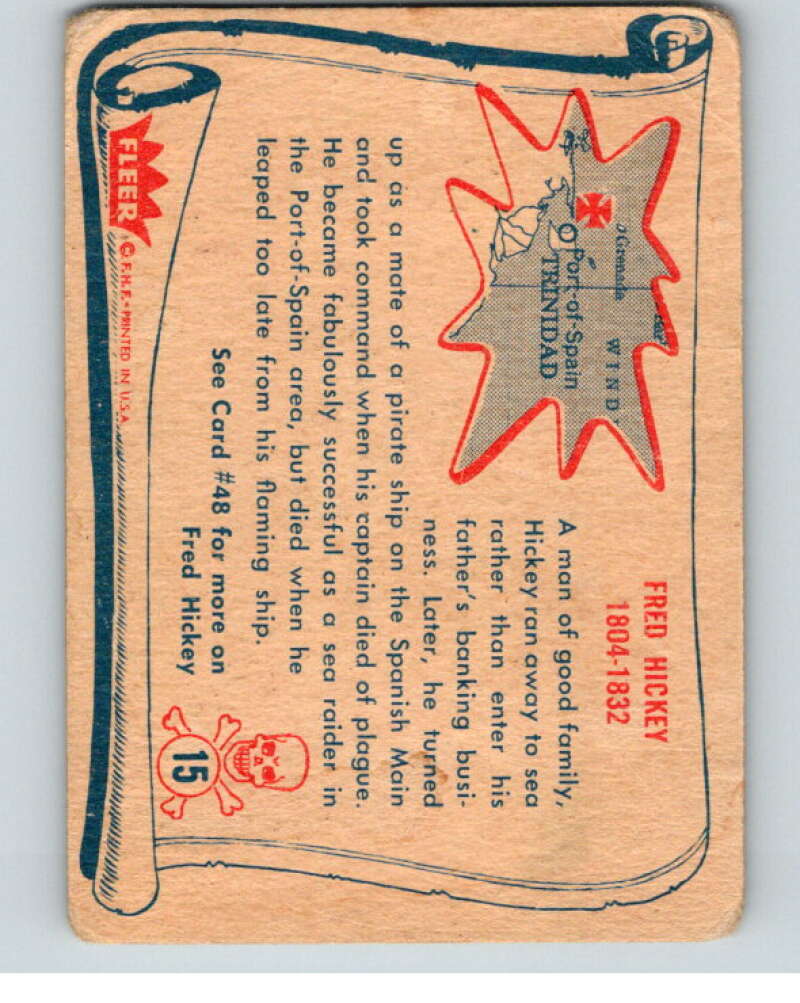 FRED HICKEY
1804-1832
Grenada
WIND
Port-of-Spain
TRINIDAD
A man of good family,
Hickey ran away to sea
rather than enter his
father's banking busi-
ness. Later, he turned
up as a mate of a pirate ship on the Spanish Main
and took command when his captain died of plague.
He became fabulously successful as a sea raider in
the Port-of-Spain area, but died when he
leaped too late from his flaming ship.
See Card #48 for more on
Fred Hickey
15
FLEER
© F.H.F. • PRINTED IN U.S.A.